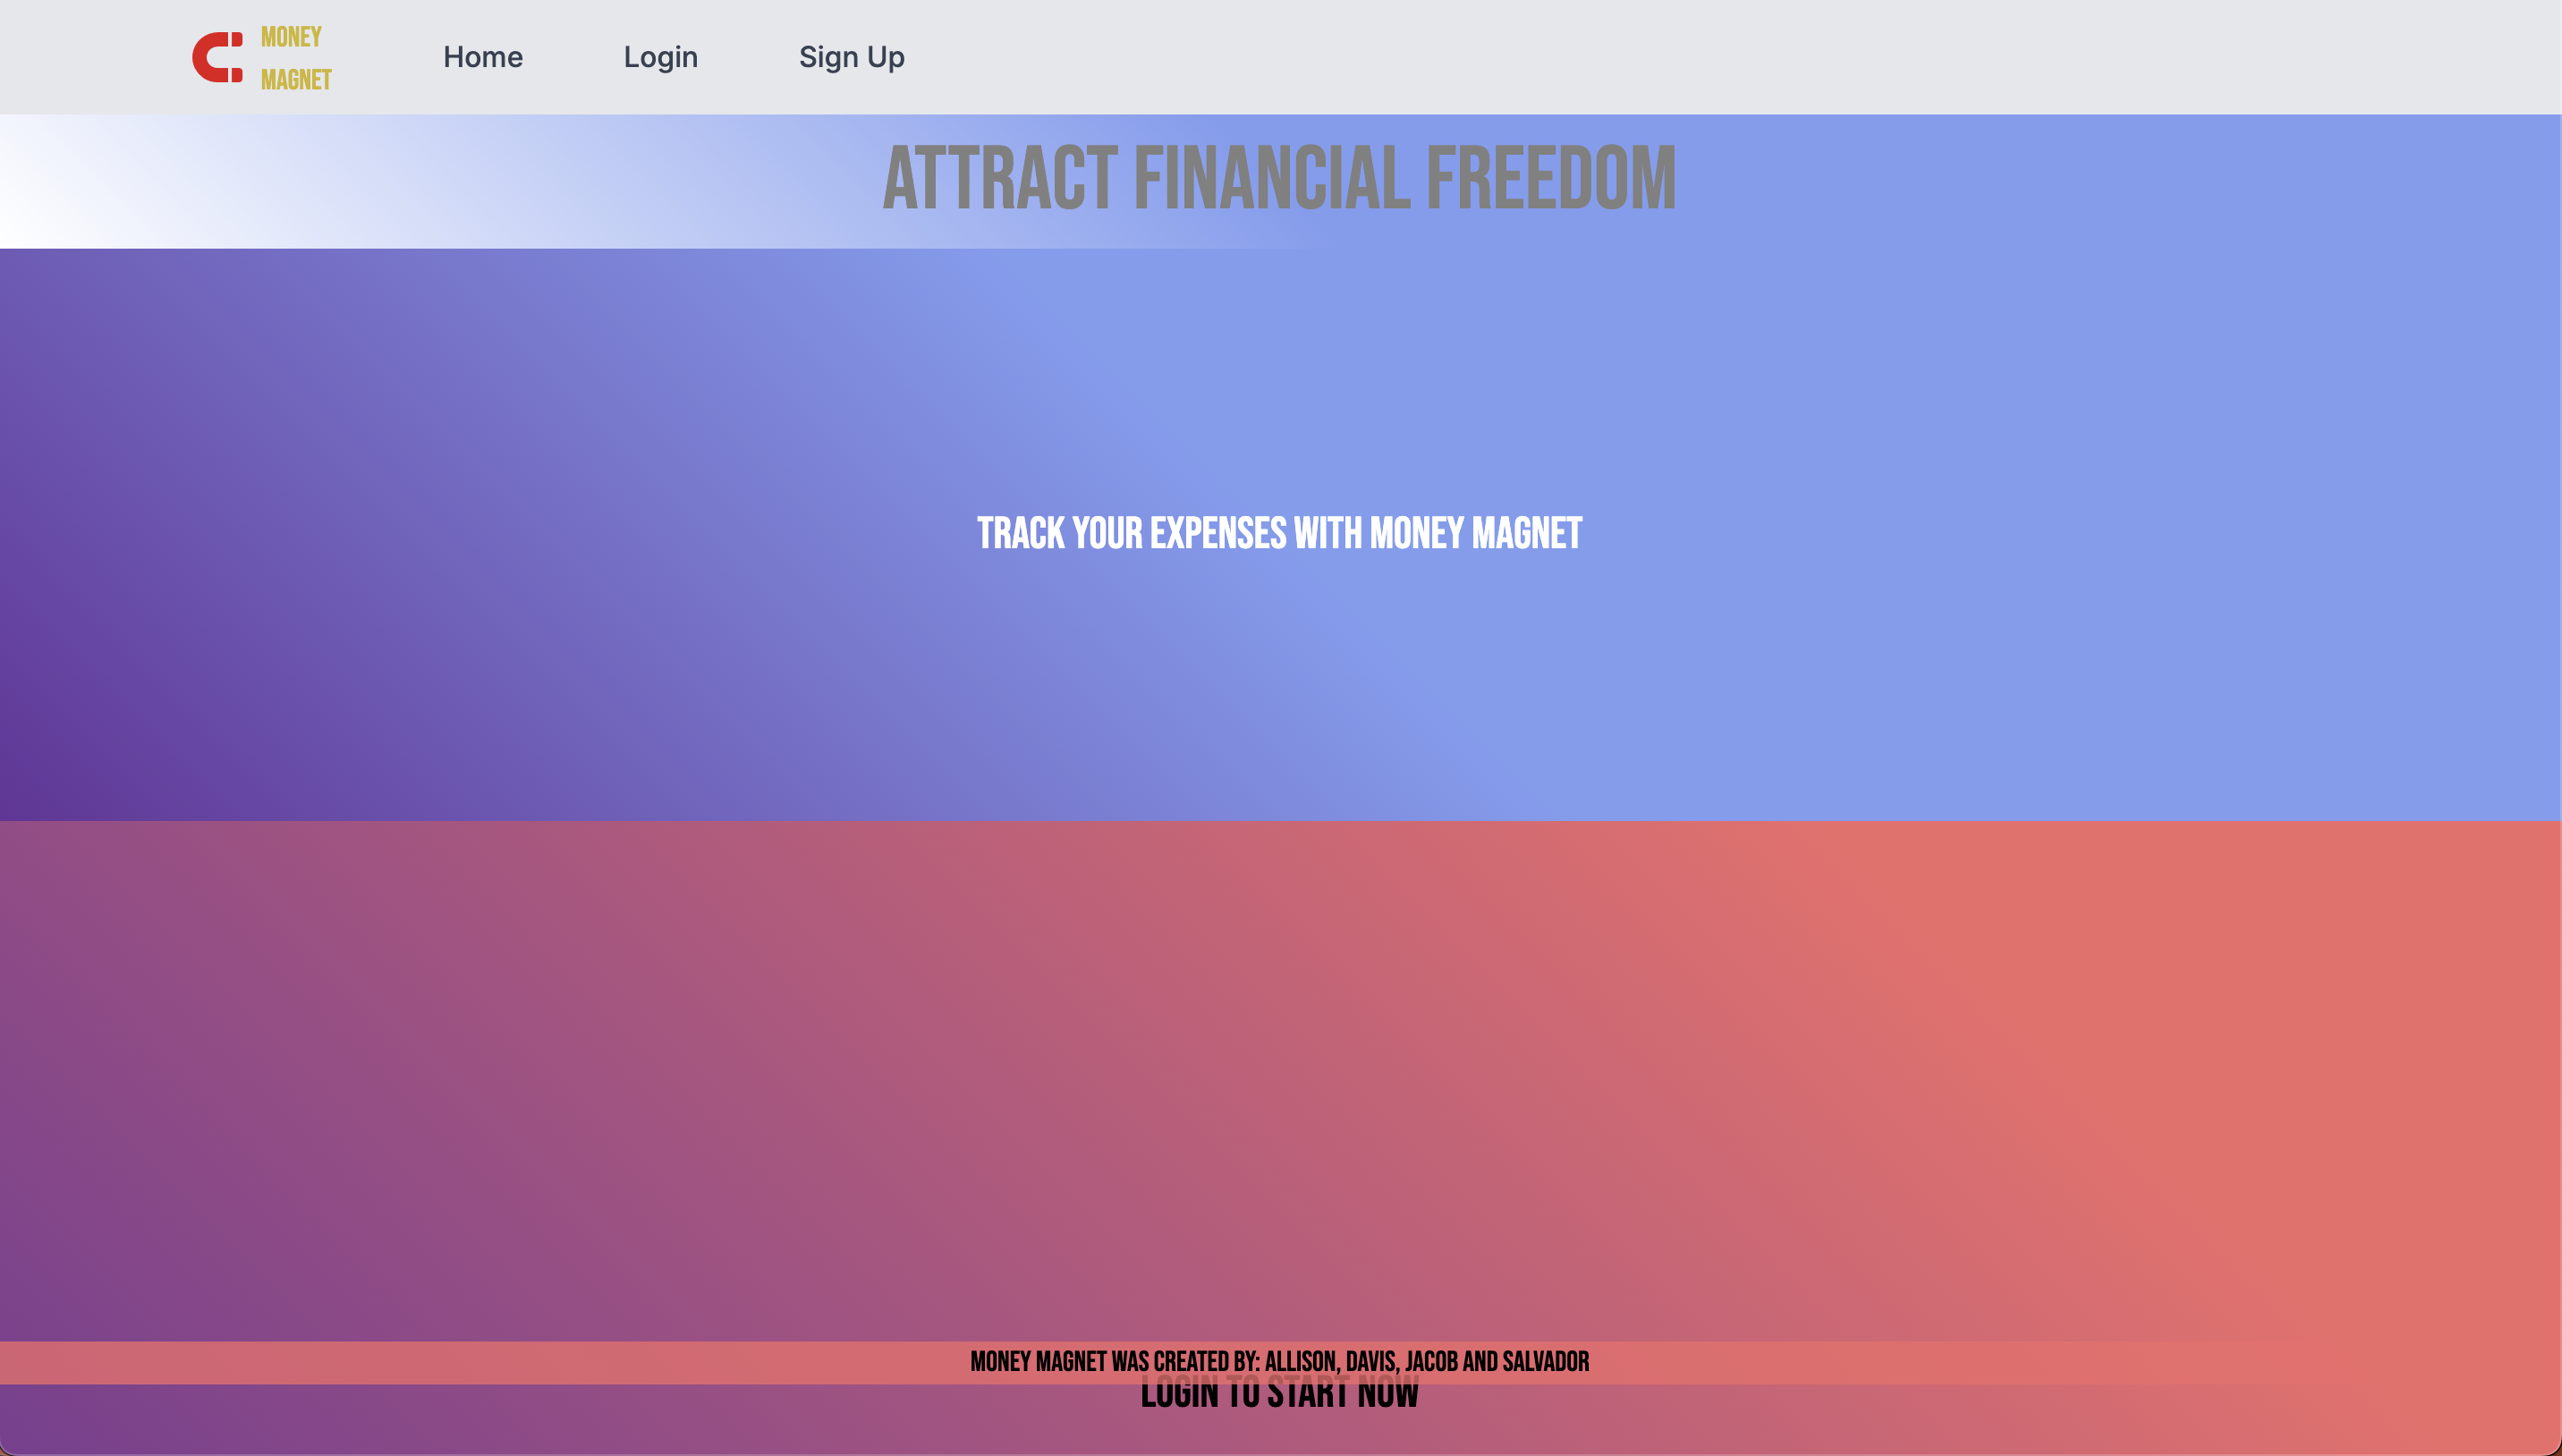 MONEY
MAGNET
Home
Login
Sign Up
ATTRACT FINANCIAL FREEDOM
TRACK YOUR EXPENSES WITH MONEY MAGNET
MONEY MAGNET WAS CREATED BY: ALLISON, DAVIS, JACOB AND SALVADOR
LOGIN TO START NOW